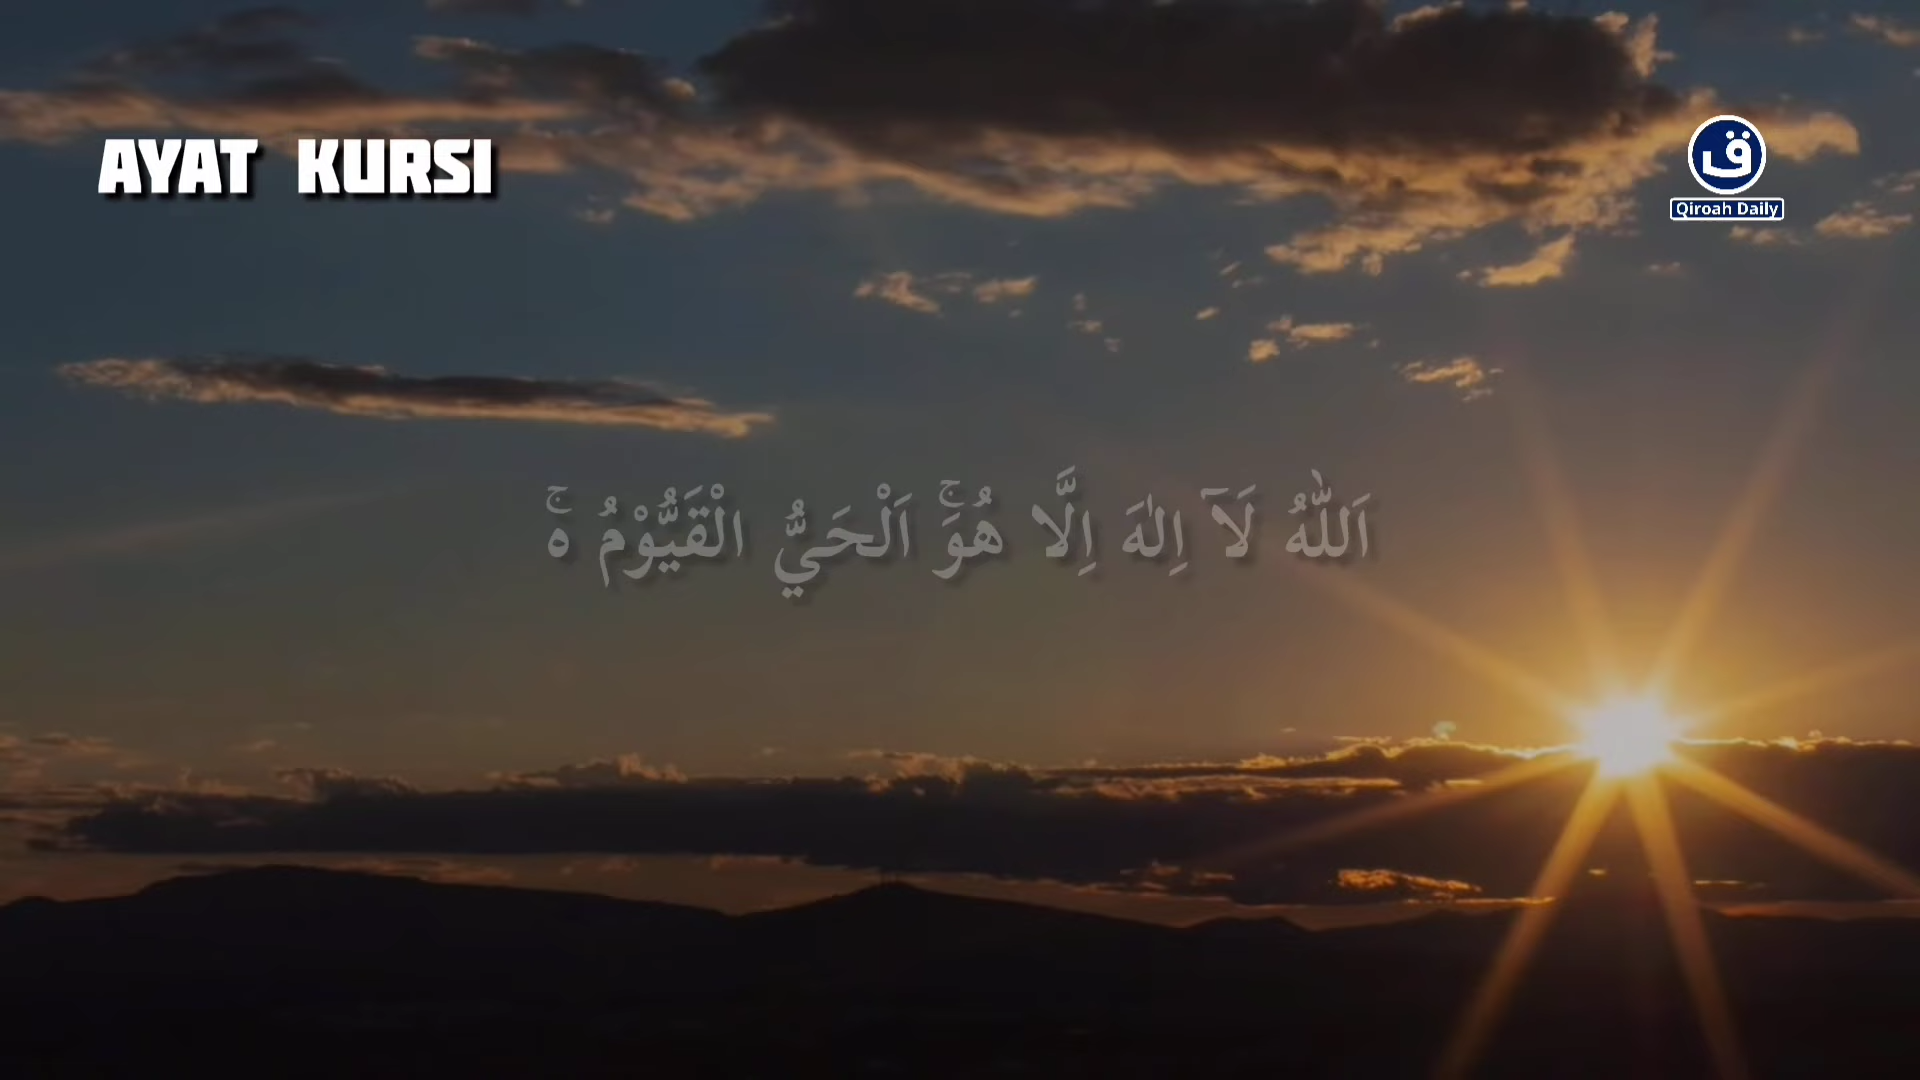 AYAT KURSI
ق
Qiroah Daily
اَللّٰهُ لَآ اِلٰهَ اِلَّا هُوَۚ اَلْحَيُّ الْقَيُّوْمُ ەۚ